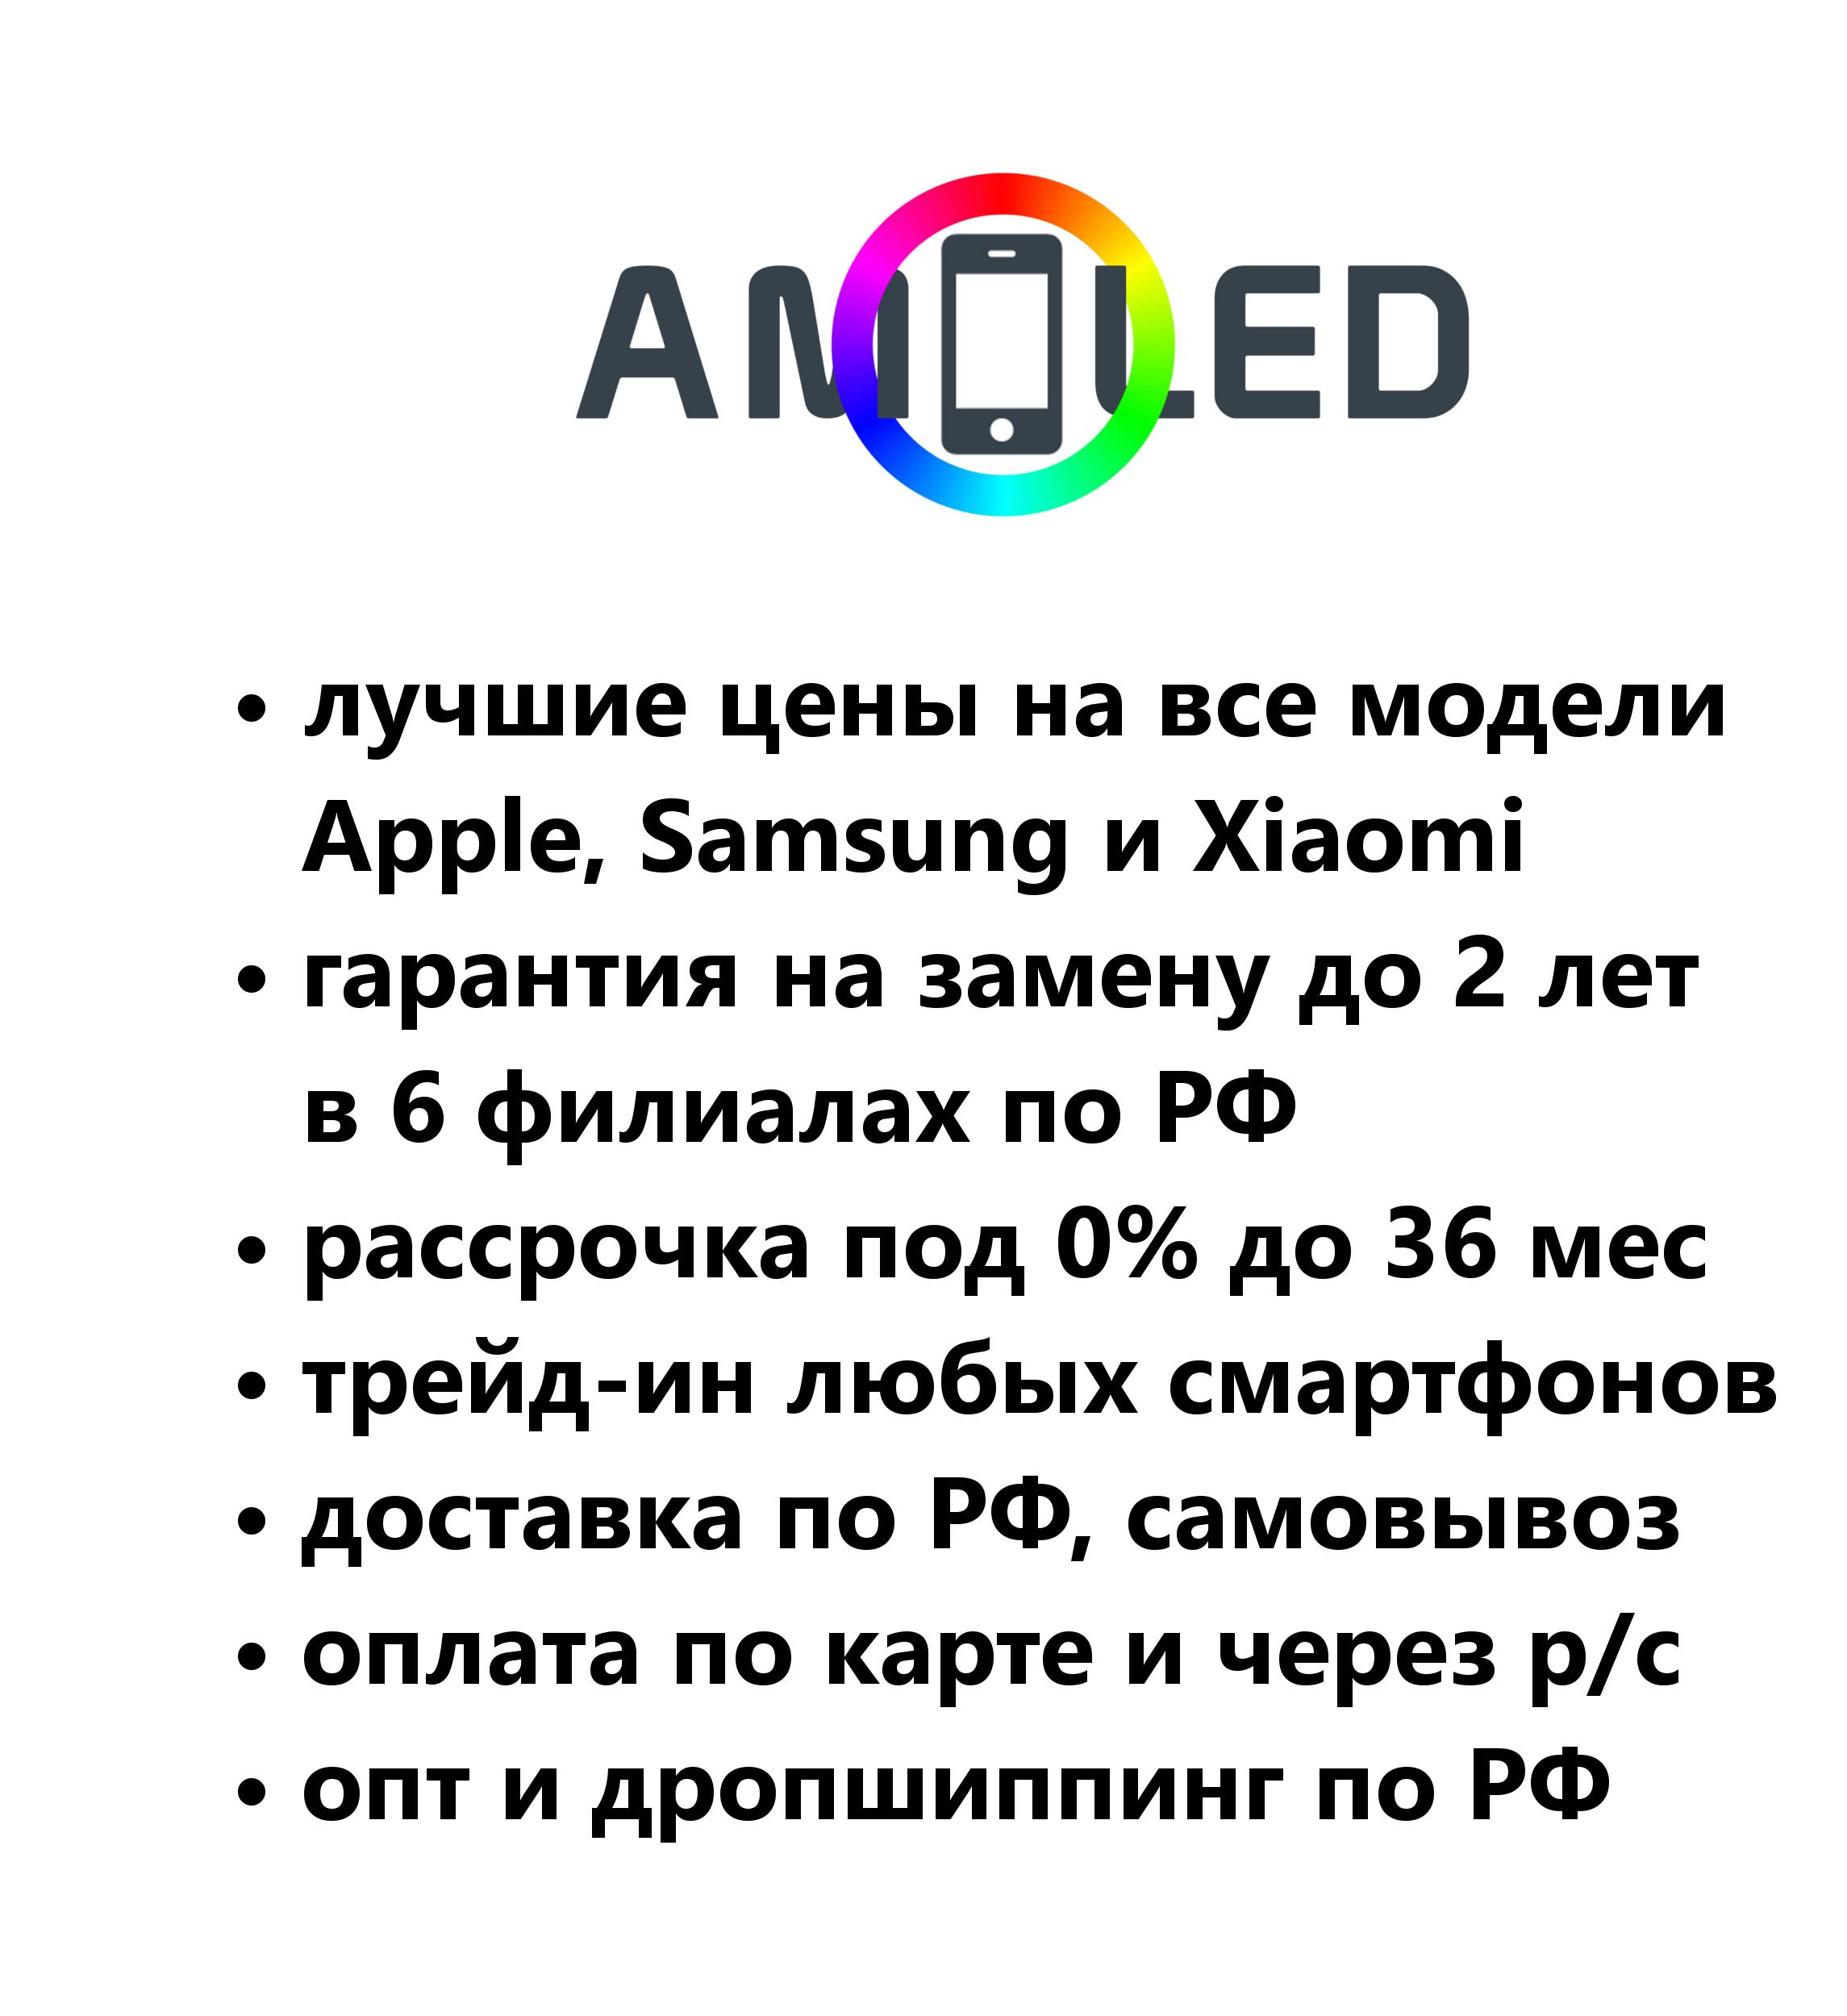 AMOLED
• лучшие цены на все модели
Apple, Samsung и Xiaomi
• гарантия на замену до 2 лет
в 6 филиалах по РФ
• рассрочка под 0% до 36 мес
• трейд-ин любых смартфонов
• доставка по РФ, самовывоз
• оплата по карте и через р/с
• опт и дропшиппинг по РФ